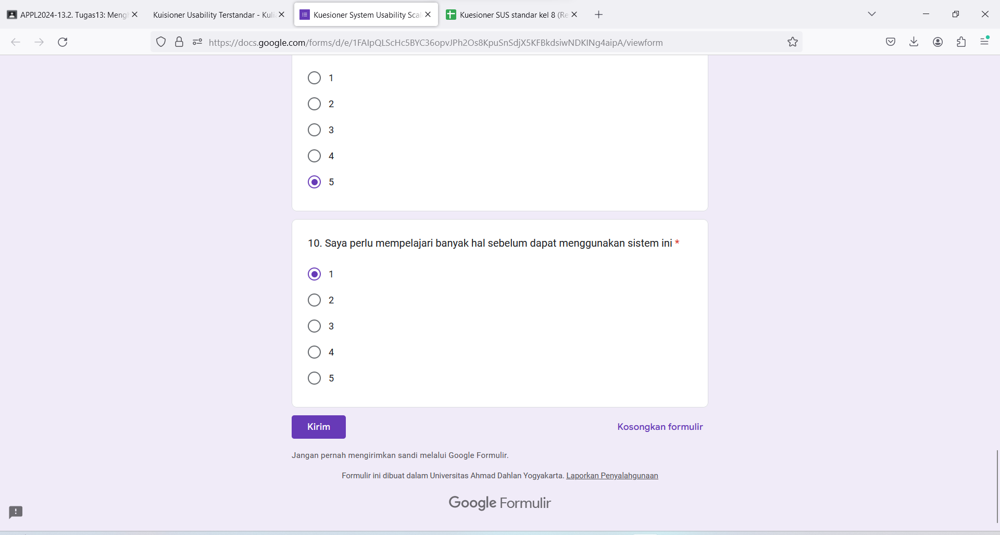 APPL2024-13.2. Tugas13: Mengh
Kuisioner Usability Terstandar - Kuli
Kuesioner System Usability Scal
Kuesioner SUS standar kel 8 (Re
https://docs.google.com/forms/d/e/1FAIpQLScHc5BYC36opvJPh2Os8KpuSnSdjX5KFBkdsiwNDKINg4aipA/viewform
1
2
3
4
5
10. Saya perlu mempelajari banyak hal sebelum dapat menggunakan sistem ini *
1
2
3
4
5
Kirim
Kosongkan formulir
Jangan pernah mengirimkan sandi melalui Google Formulir.
Formulir ini dibuat dalam Universitas Ahmad Dahlan Yogyakarta. Laporkan Penyalahgunaan
Google Formulir